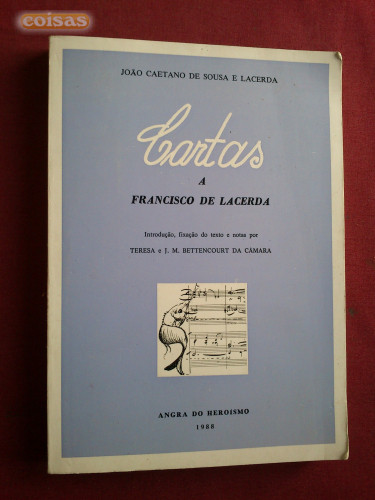 coisas
JOÃO CAETANO DE SOUSA E LACERDA
Cartas
A
FRANCISCO DE LACERDA
Introdução, fixação do texto e notas por
TERESA e J. M. BETTENCOURT DA CÂMARA
ANGRA DO HEROISMO
1988